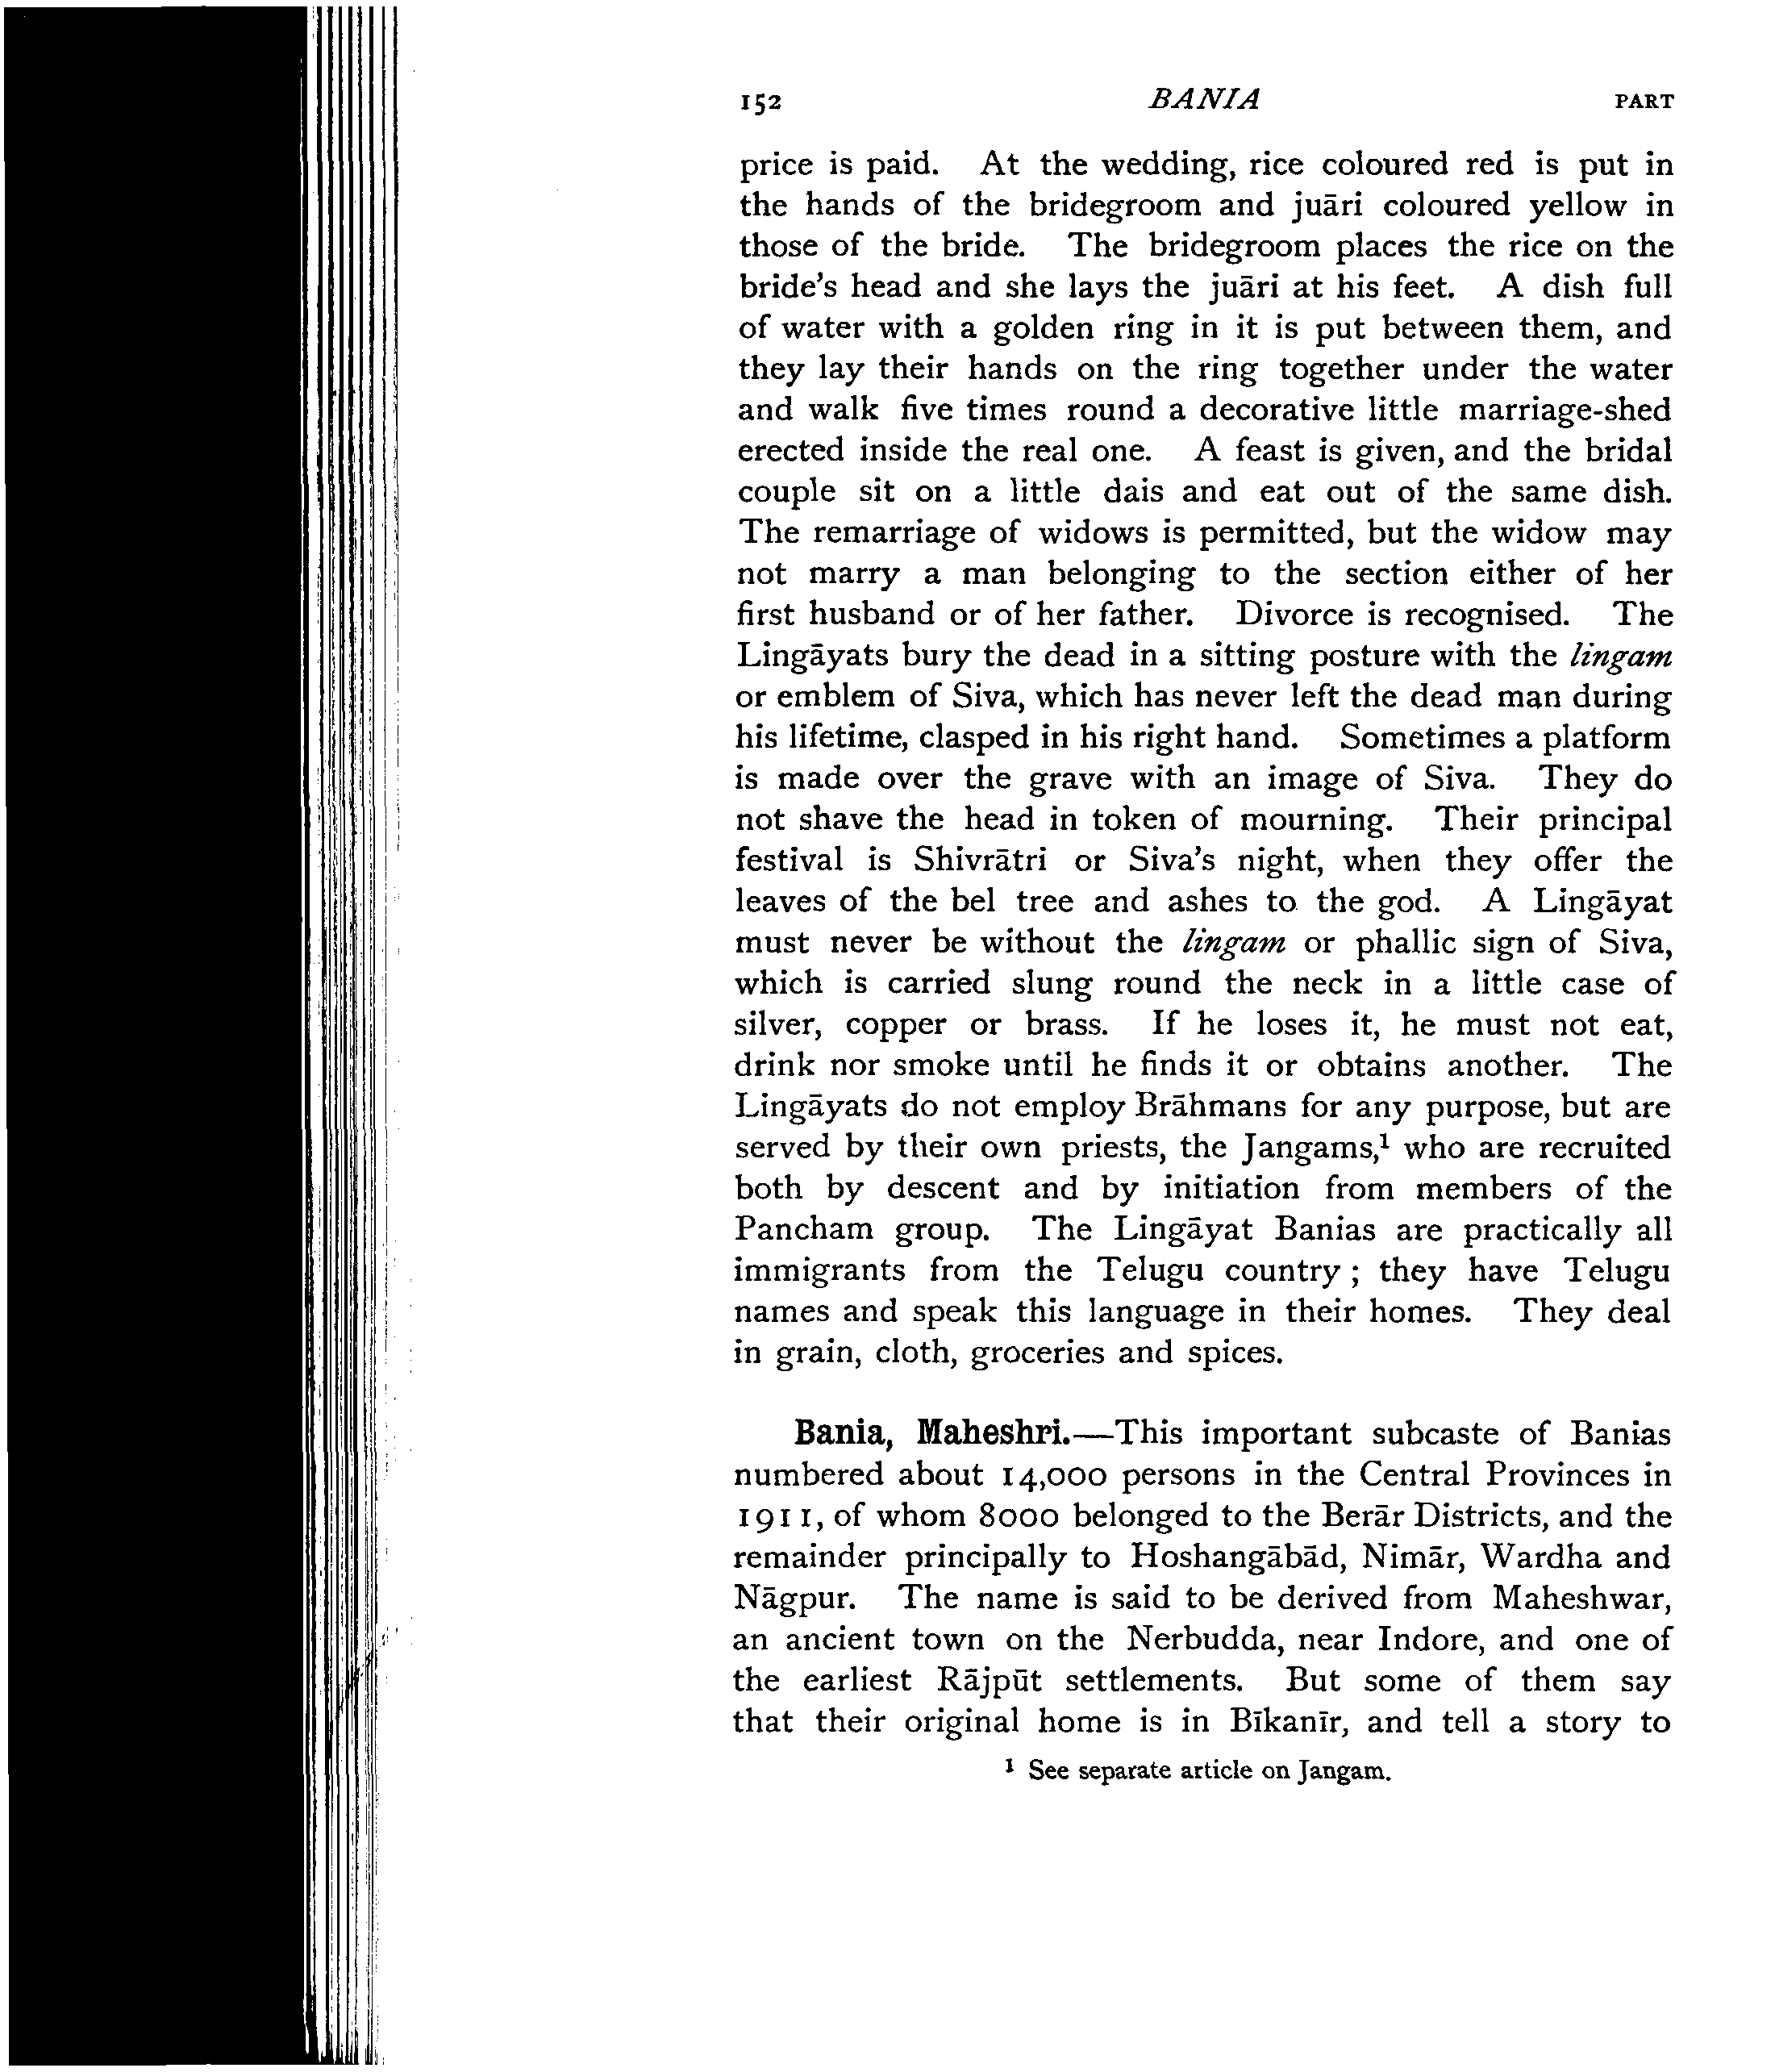 152 BANIA PART
price is paid. At the wedding, rice coloured red is put in
the hands of the bridegroom and juāri coloured yellow in
those of the bride. The bridegroom places the rice on the
bride's head and she lays the juāri at his feet. A dish full
of water with a golden ring in it is put between them, and
they lay their hands on the ring together under the water
and walk five times round a decorative little marriage-shed
erected inside the real one. A feast is given, and the bridal
couple sit on a little dais and eat out of the same dish.
The remarriage of widows is permitted, but the widow may
not marry a man belonging to the section either of her
first husband or of her father. Divorce is recognised. The
Lingāyats bury the dead in a sitting posture with the lingam
or emblem of Siva, which has never left the dead man during
his lifetime, clasped in his right hand. Sometimes a platform
is made over the grave with an image of Siva. They do
not shave the head in token of mourning. Their principal
festival is Shivrātri or Siva's night, when they offer the
leaves of the bel tree and ashes to the god. A Lingāyat
must never be without the lingam or phallic sign of Siva,
which is carried slung round the neck in a little case of
silver, copper or brass. If he loses it, he must not eat,
drink nor smoke until he finds it or obtains another. The
Lingāyats do not employ Brāhmans for any purpose, but are
served by their own priests, the Jangams,¹ who are recruited
both by descent and by initiation from members of the
Pancham group. The Lingāyat Banias are practically all
immigrants from the Telugu country ; they have Telugu
names and speak this language in their homes. They deal
in grain, cloth, groceries and spices.
Bania, Maheshri.—This important subcaste of Banias
numbered about 14,000 persons in the Central Provinces in
1911, of whom 8000 belonged to the Berār Districts, and the
remainder principally to Hoshangābād, Nimār, Wardha and
Nāgpur. The name is said to be derived from Maheshwar,
an ancient town on the Nerbudda, near Indore, and one of
the earliest Rājpūt settlements. But some of them say
that their original home is in Bīkanīr, and tell a story to
¹ See separate article on Jangam.